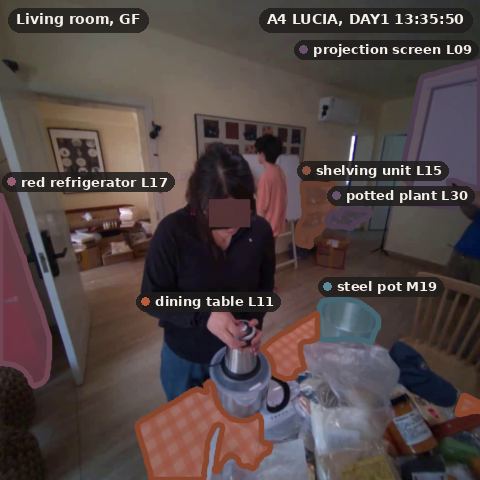 Living room, GF
A4 LUCIA, DAY1 13:35:50
projection screen L09
shelving unit L15
red refrigerator L17
potted plant L30
steel pot M19
dining table L11